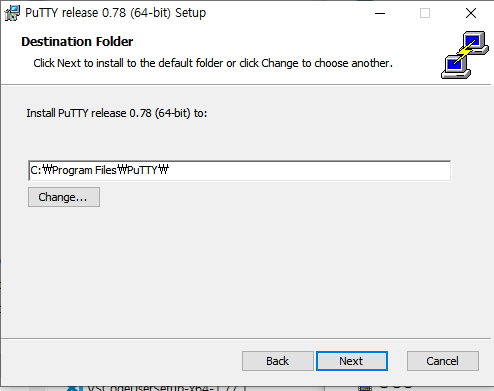 PuTTY release 0.78 (64-bit) Setup
Destination Folder
Click Next to install to the default folder or click Change to choose another.
Install PuTTY release 0.78 (64-bit) to:
C:₩Program Files₩PuTTY₩
Change...
Back
Next
Cancel